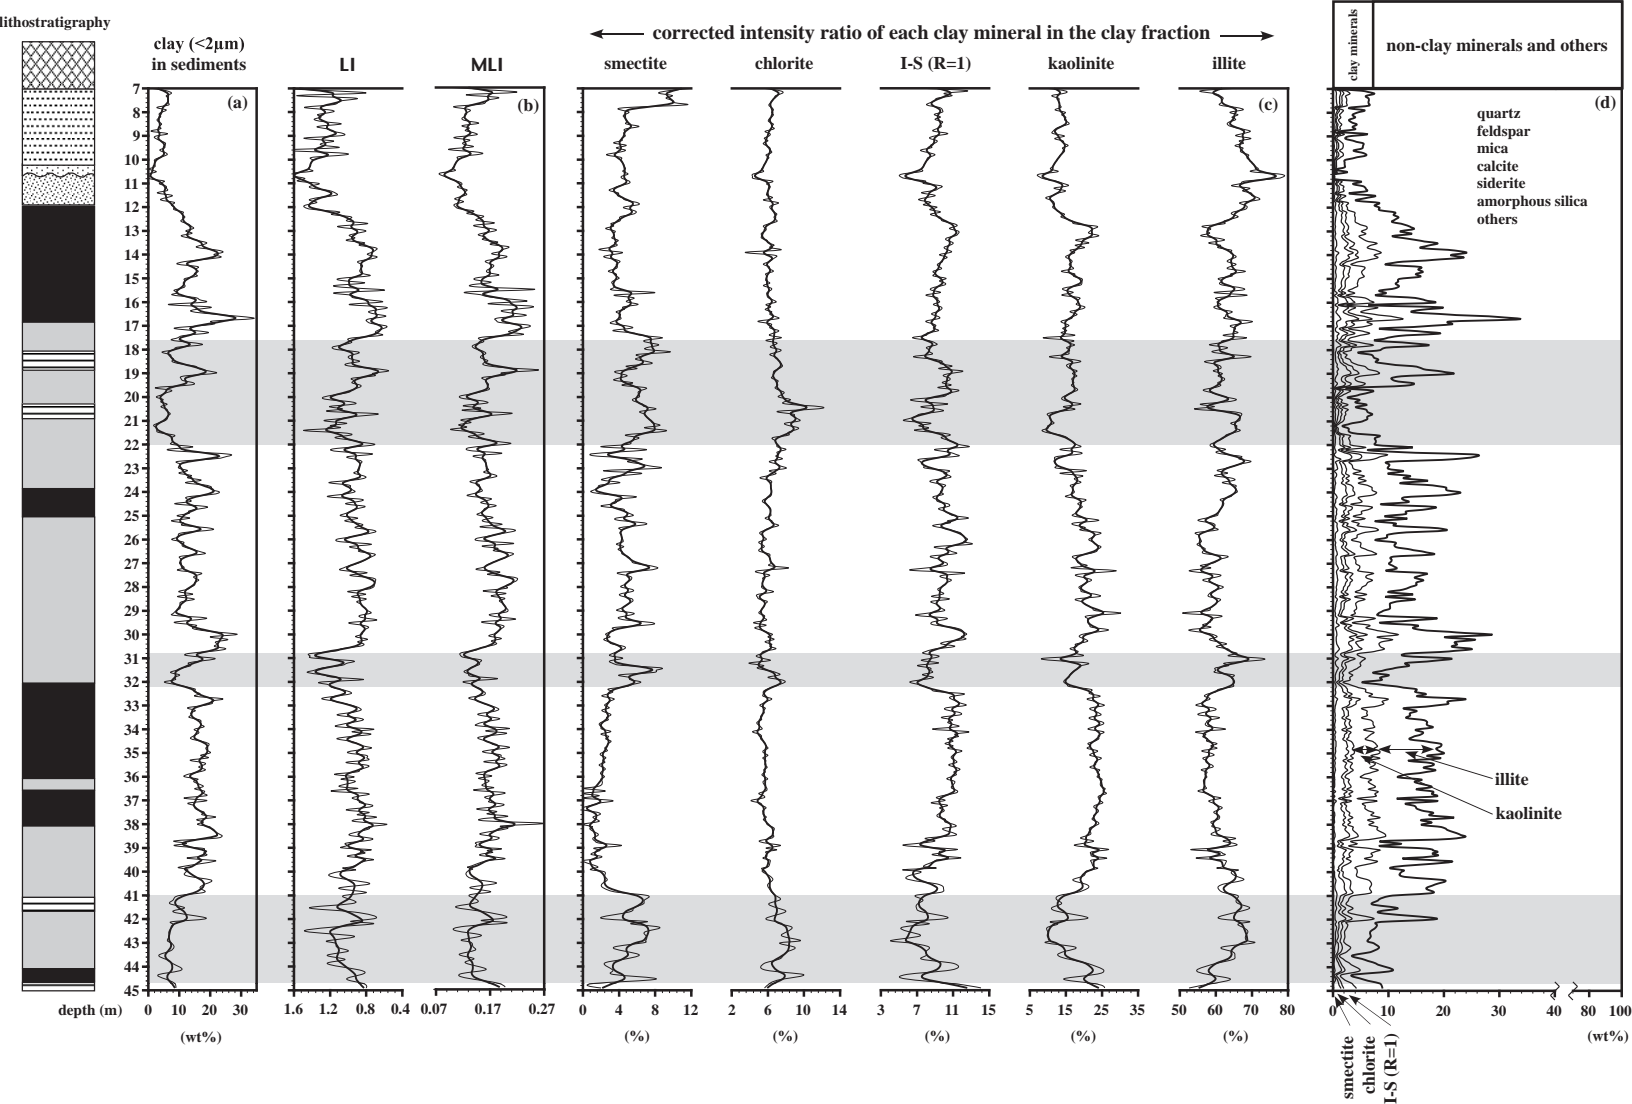 lithostratigraphy
clay (<2µm)
in sediments
LI
MLI
corrected intensity ratio of each clay mineral in the clay fraction
smectite
chlorite
I-S (R=1)
kaolinite
illite
clay minerals
non-clay minerals and others
(a)
(b)
(c)
(d)
quartz
feldspar
mica
calcite
siderite
amorphous silica
others
7
8
9
10
11
12
13
14
15
16
17
18
19
20
21
22
23
24
25
26
27
28
29
30
31
32
33
34
35
36
37
38
39
40
41
42
43
44
45
illite
kaolinite
depth (m)
0 10 20 30
(wt%)
1.6 1.2 0.8 0.4
0.07 0.17 0.27
0 4 8 12
(%)
2 6 9 12
(%)
3 7 11 15
(%)
5 15 25 35
(%)
50 60 70 80
(%)
0 10 20 30 40 80 100
(wt%)
smectite
chlorite
I-S (R=1)